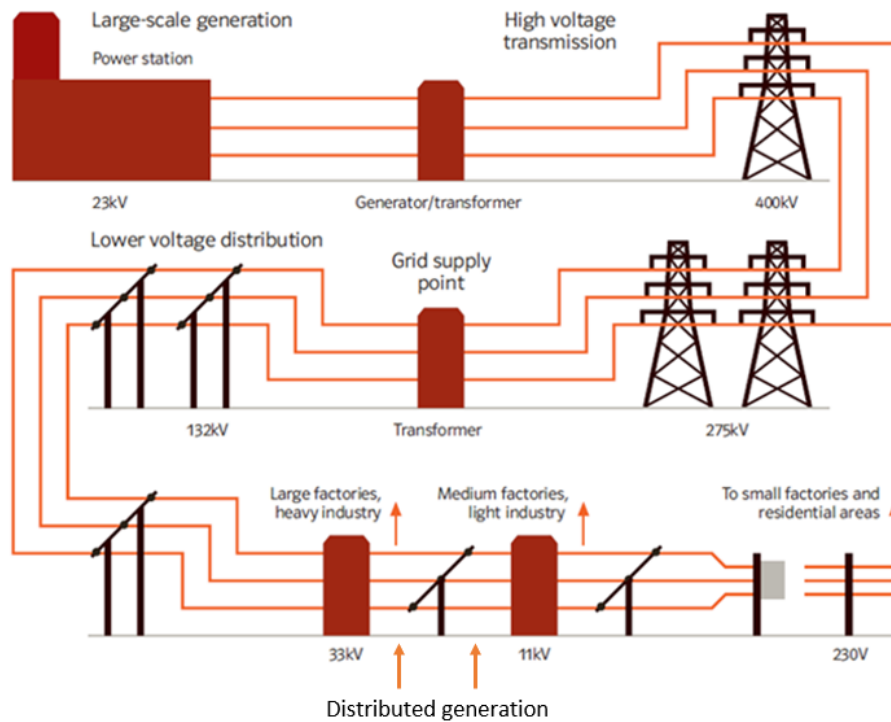 Large-scale generation
Power station
High voltage
transmission
23kV
Generator/transformer
400kV
Lower voltage distribution
Grid supply
point
132kV
Transformer
275kV
Large factories,
heavy industry
Medium factories,
light industry
To small factories and
residential areas
33kV
11kV
230V
Distributed generation